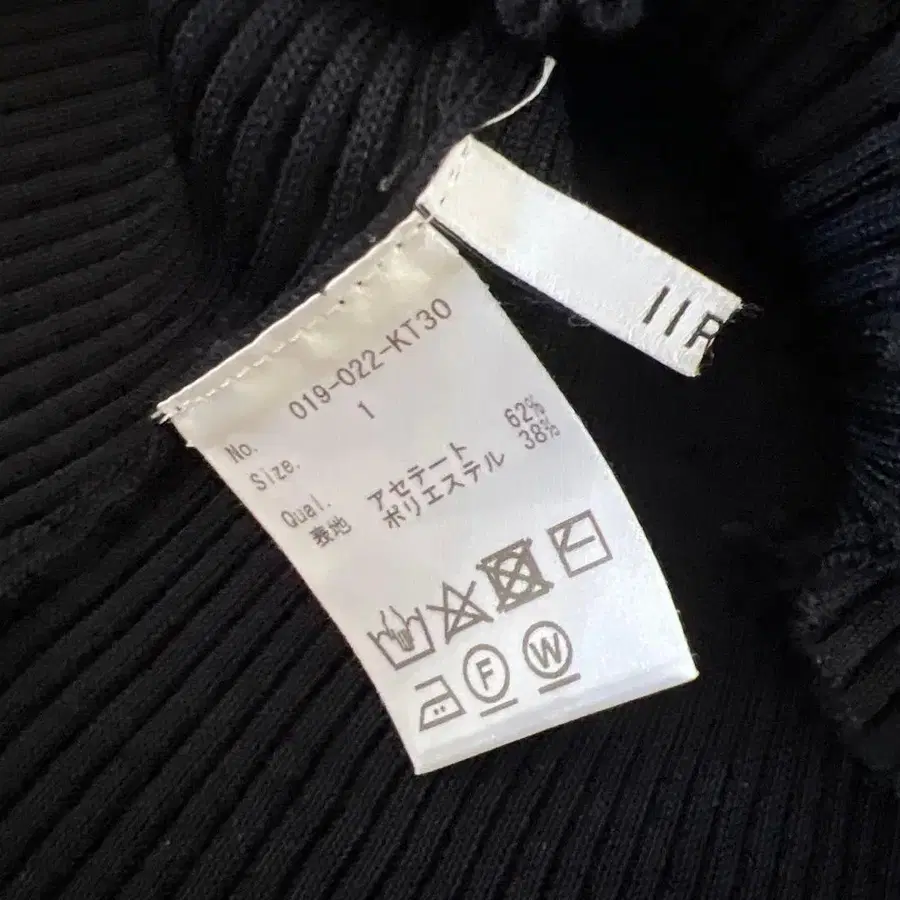 IIR
No. 019-022-KT30
Size. 1
Qual.
表地 アセテート 62%
ポリエステル 38%
F W